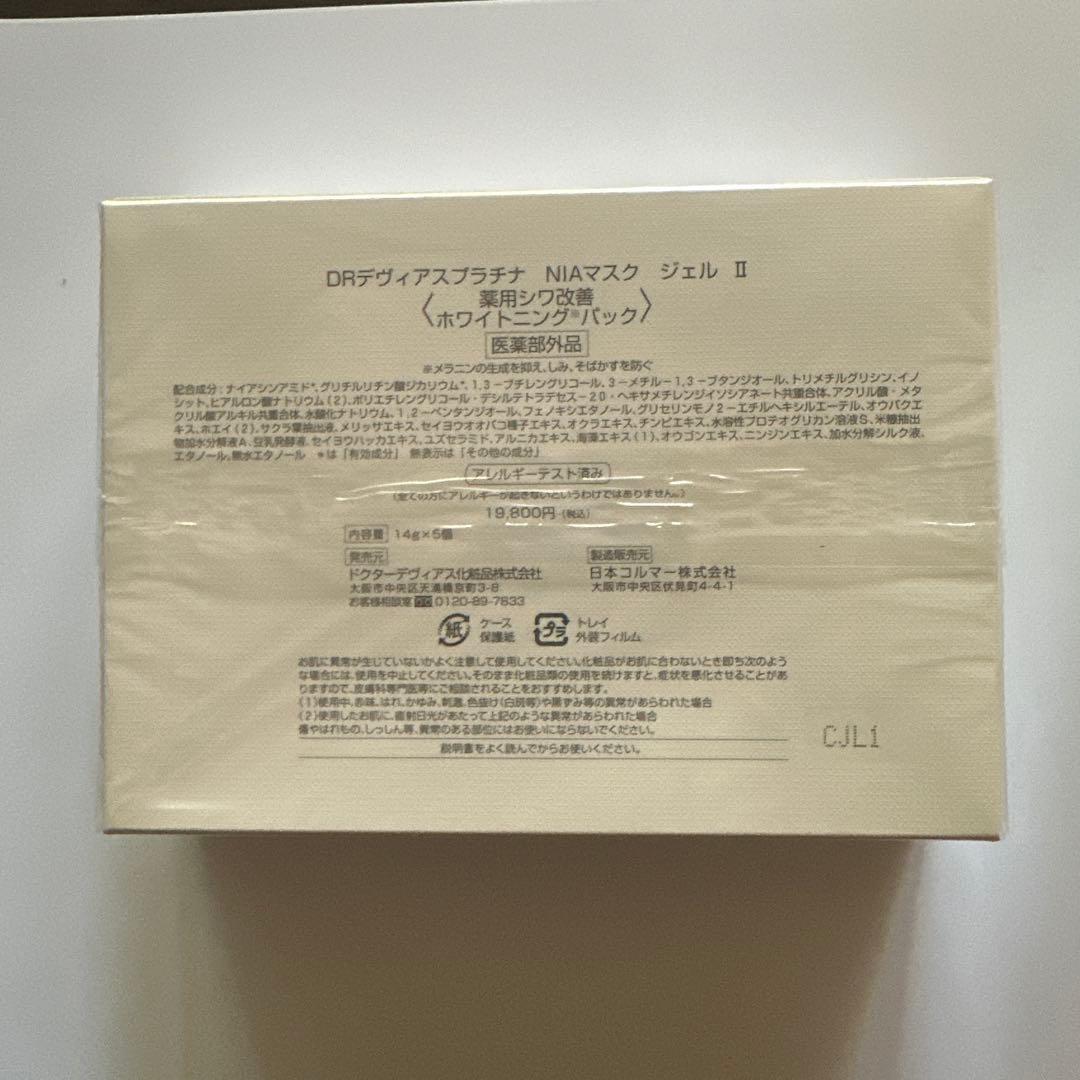 DRデヴィアスプラチナ　NIAマスク　ジェル　Ⅱ
〈薬用シワ改善
ホワイトニング※パック〉
医薬部外品
※メラニンの生成を抑え、しみ、そばかすを防ぐ
配合成分：ナイアシンアミド*、グリチルリチン酸ジカリウム*、1,3－ブチレングリコール、3－メチル－1,3－ブタンジオール、トリメチルグリシン、イノ
シット、ヒアルロン酸ナトリウム(2)、ポリエチレングリコール・デシルテトラデセス－20・ヘキサメチレンジイソシアネート共重合体、アクリル酸・メタ
クリル酸アルキル共重合体、水酸化ナトリウム、1,2－ペンタンジオール、フェノキシエタノール、グリセリンモノ2－エチルヘキシルエーテル、オウバクエ
キス、ホエイ(2)、サクラ葉抽出液、メリッサエキス、セイヨウオオバコ種子エキス、オクラエキス、チンピエキス、水溶性プロテオグリカン溶液S、米糠抽出
物加水分解液A、豆乳発酵液、セイヨウハッカエキス、ユズセラミド、アルニカエキス、海藻エキス(1)、オウゴンエキス、ニンジンエキス、加水分解シルク液、
エタノール、無水エタノール　*は「有効成分」 無表示は「その他の成分」
アレルギーテスト済み
(全ての方にアレルギーが起きないというわけではありません。)
19,800円(税込)
内容量 14g×5個
発売元 製造販売元
ドクターデヴィアス化粧品株式会社 日本コルマー株式会社
大阪市中央区天満橋京町3-8 大阪市中央区伏見町4-4-1
お客様相談室 0120-89-7833
紙 ケース プラ トレイ
保護紙 外装フィルム
お肌に異常が生じていないかよく注意して使用してください。化粧品がお肌に合わないとき即ち次のよう
な場合には、使用を中止してください。そのまま化粧品類の使用を続けますと、症状を悪化させることがあ
りますので、皮膚科専門医等にご相談されることをおすすめします。
(1)使用中、赤味、はれ、かゆみ、刺激、色抜け(白斑等)や黒ずみ等の異常があらわれた場合
(2)使用したお肌に、直射日光があたって上記のような異常があらわれた場合
傷やはれもの、しっしん等、異常のある部位にはお使いにならないでください。
説明書をよく読んでからお使いください。
CJL1